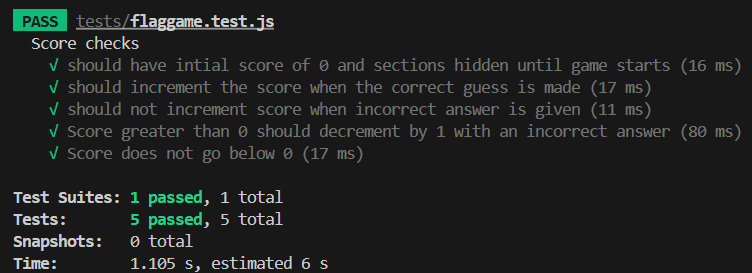 PASS tests/flaggame.test.js
Score checks
√ should have intial score of 0 and sections hidden until game starts (16 ms)
√ should increment the score when the correct guess is made (17 ms)
√ should not increment score when incorrect answer is given (11 ms)
√ Score greater than 0 should decrement by 1 with an incorrect answer (80 ms)
√ Score does not go below 0 (17 ms)
Test Suites: 1 passed, 1 total
Tests: 5 passed, 5 total
Snapshots: 0 total
Time: 1.105 s, estimated 6 s